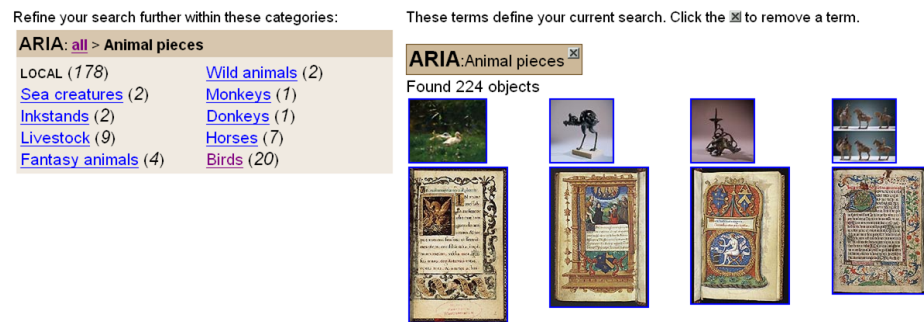 Refine your search further within these categories:
ARIA: all > Animal pieces
LOCAL (178)
Sea creatures (2)
Inkstands (2)
Livestock (9)
Fantasy animals (4)
Wild animals (2)
Monkeys (1)
Donkeys (1)
Horses (7)
Birds (20)
These terms define your current search. Click the x to remove a term.
ARIA:Animal pieces x
Found 224 objects